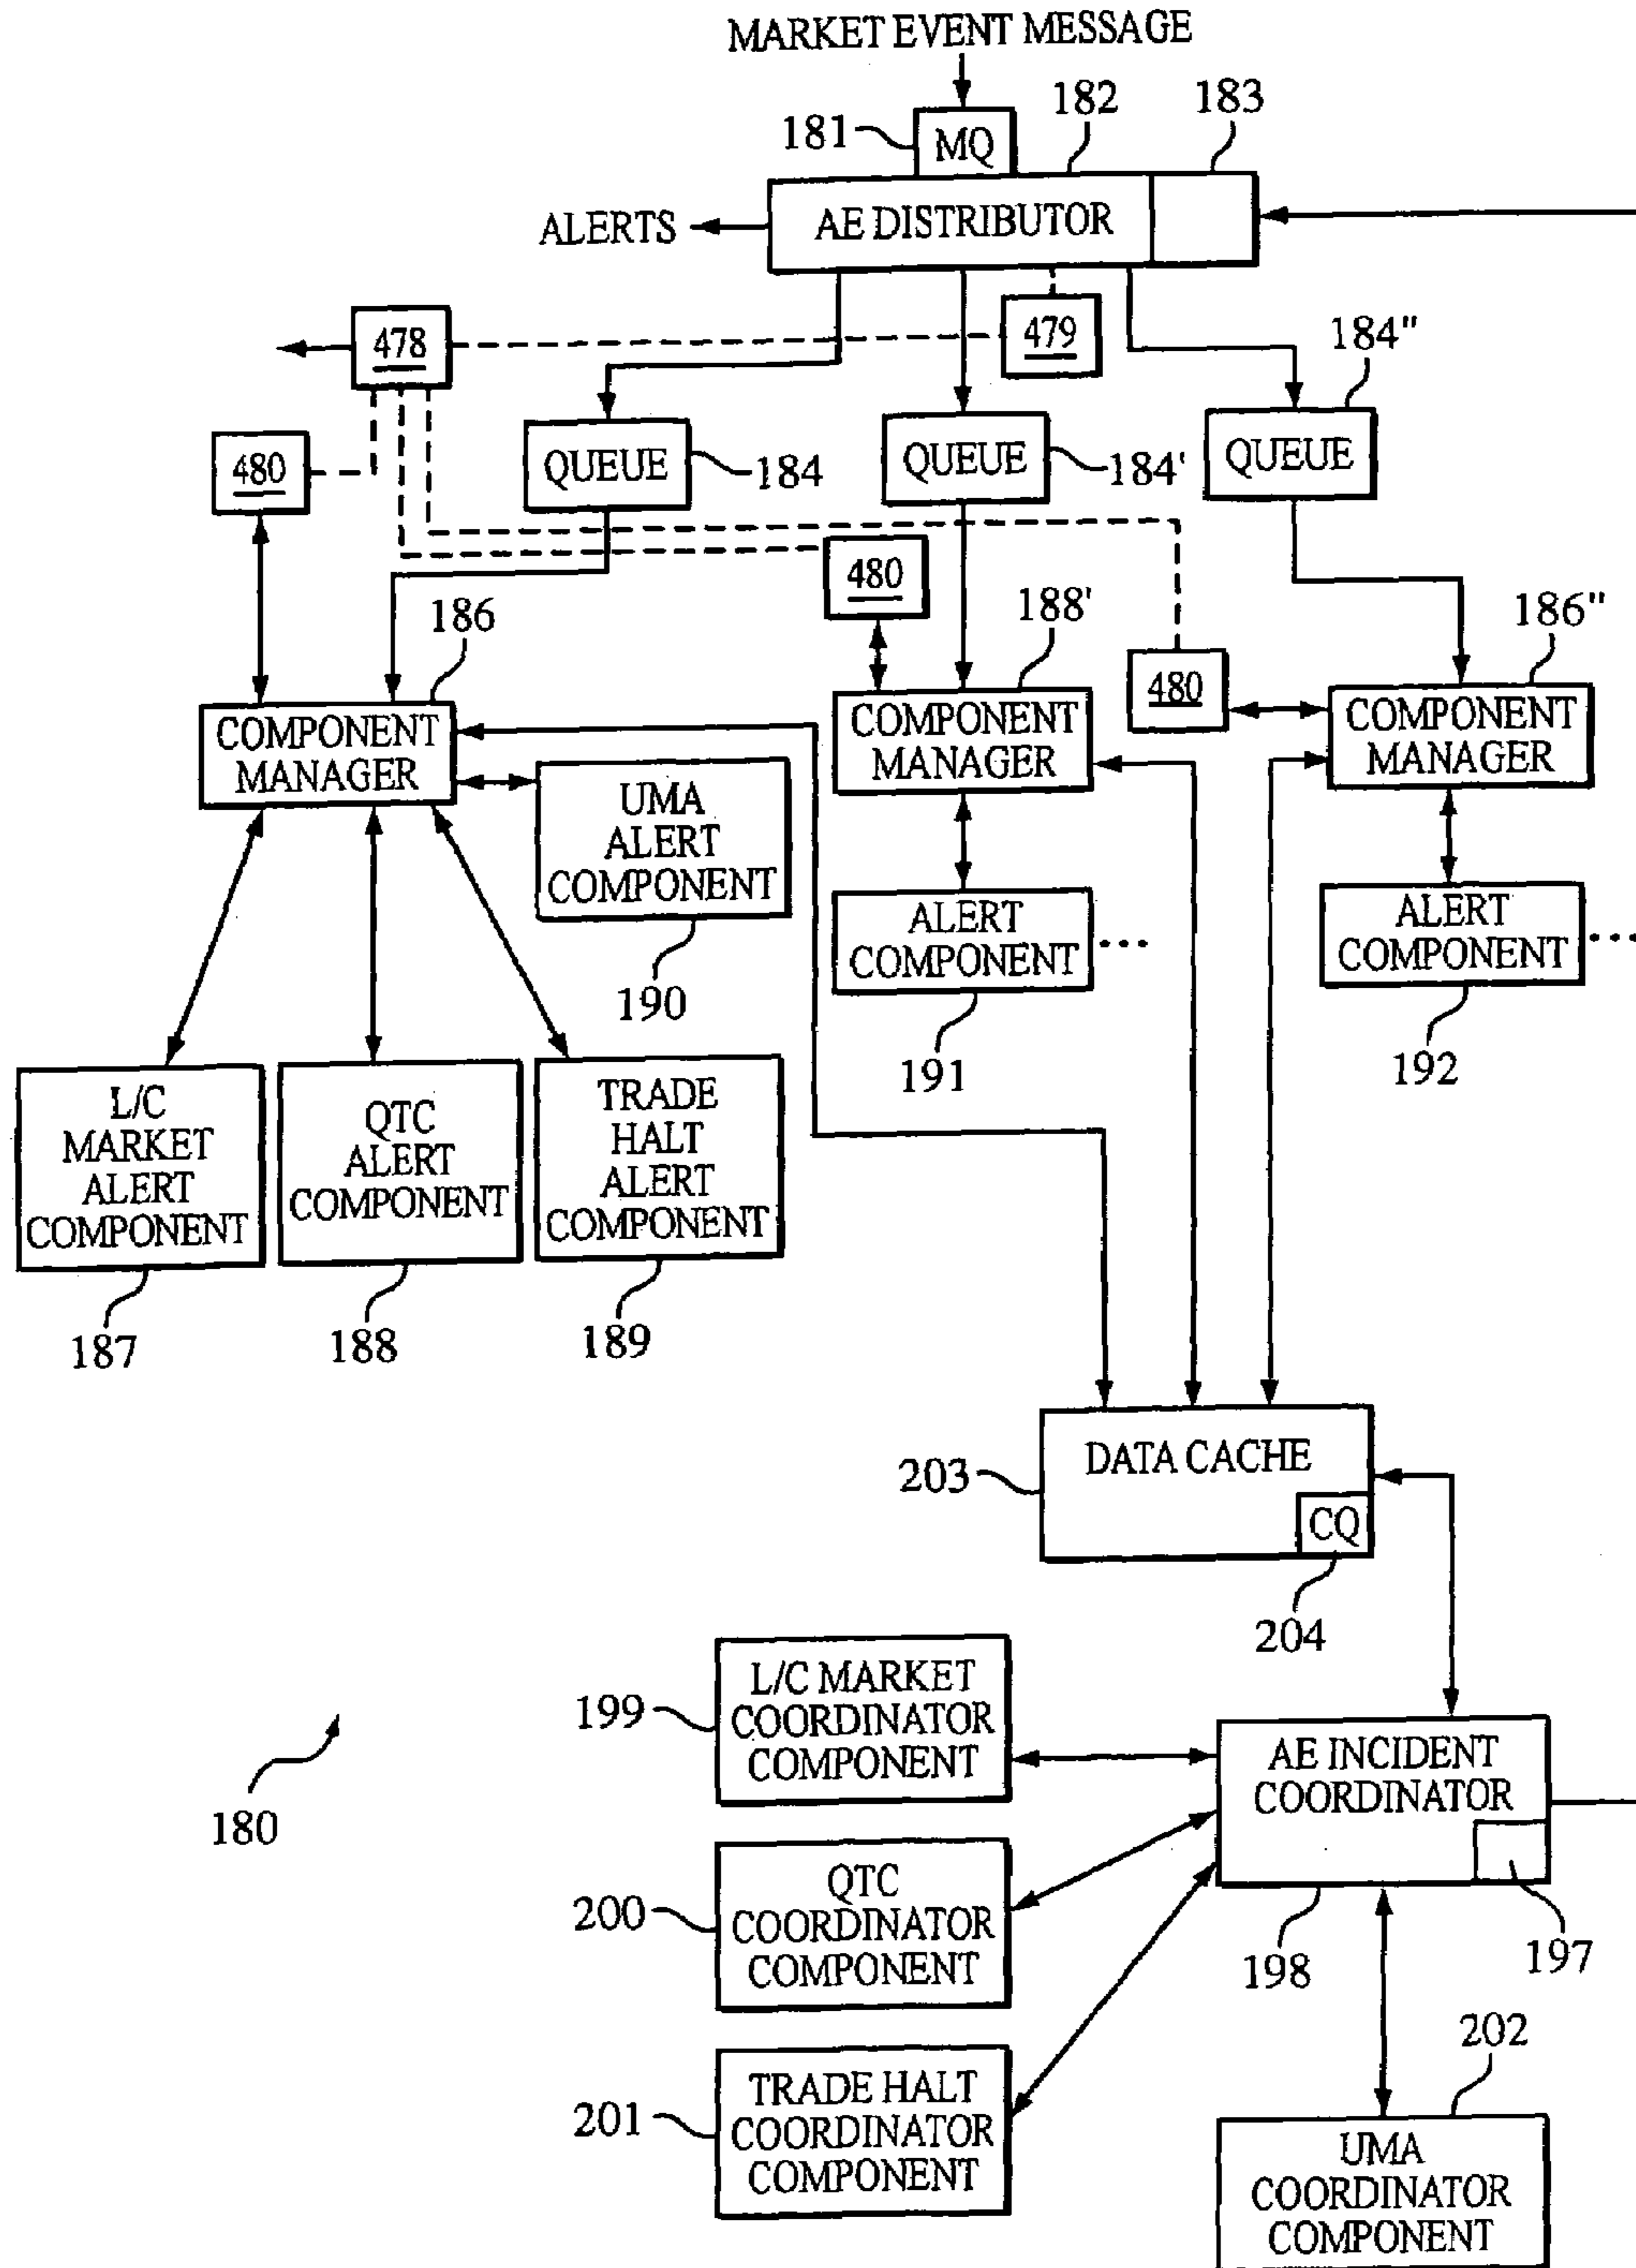 MARKET EVENT MESSAGE
182
183
181
MQ
AE DISTRIBUTOR
ALERTS
478
479
184"
480
QUEUE
184
QUEUE
184'
QUEUE
480
186
188'
186"
480
COMPONENT
MANAGER
COMPONENT
MANAGER
COMPONENT
MANAGER
UMA
ALERT
COMPONENT
190
ALERT
COMPONENT
191
ALERT
COMPONENT
192
L/C
MARKET
ALERT
COMPONENT
187
QTC
ALERT
COMPONENT
188
TRADE
HALT
ALERT
COMPONENT
189
203
DATA CACHE
CQ
204
199
L/C MARKET
COORDINATOR
COMPONENT
AE INCIDENT
COORDINATOR
180
200
QTC
COORDINATOR
COMPONENT
198
197
201
TRADE HALT
COORDINATOR
COMPONENT
202
UMA
COORDINATOR
COMPONENT